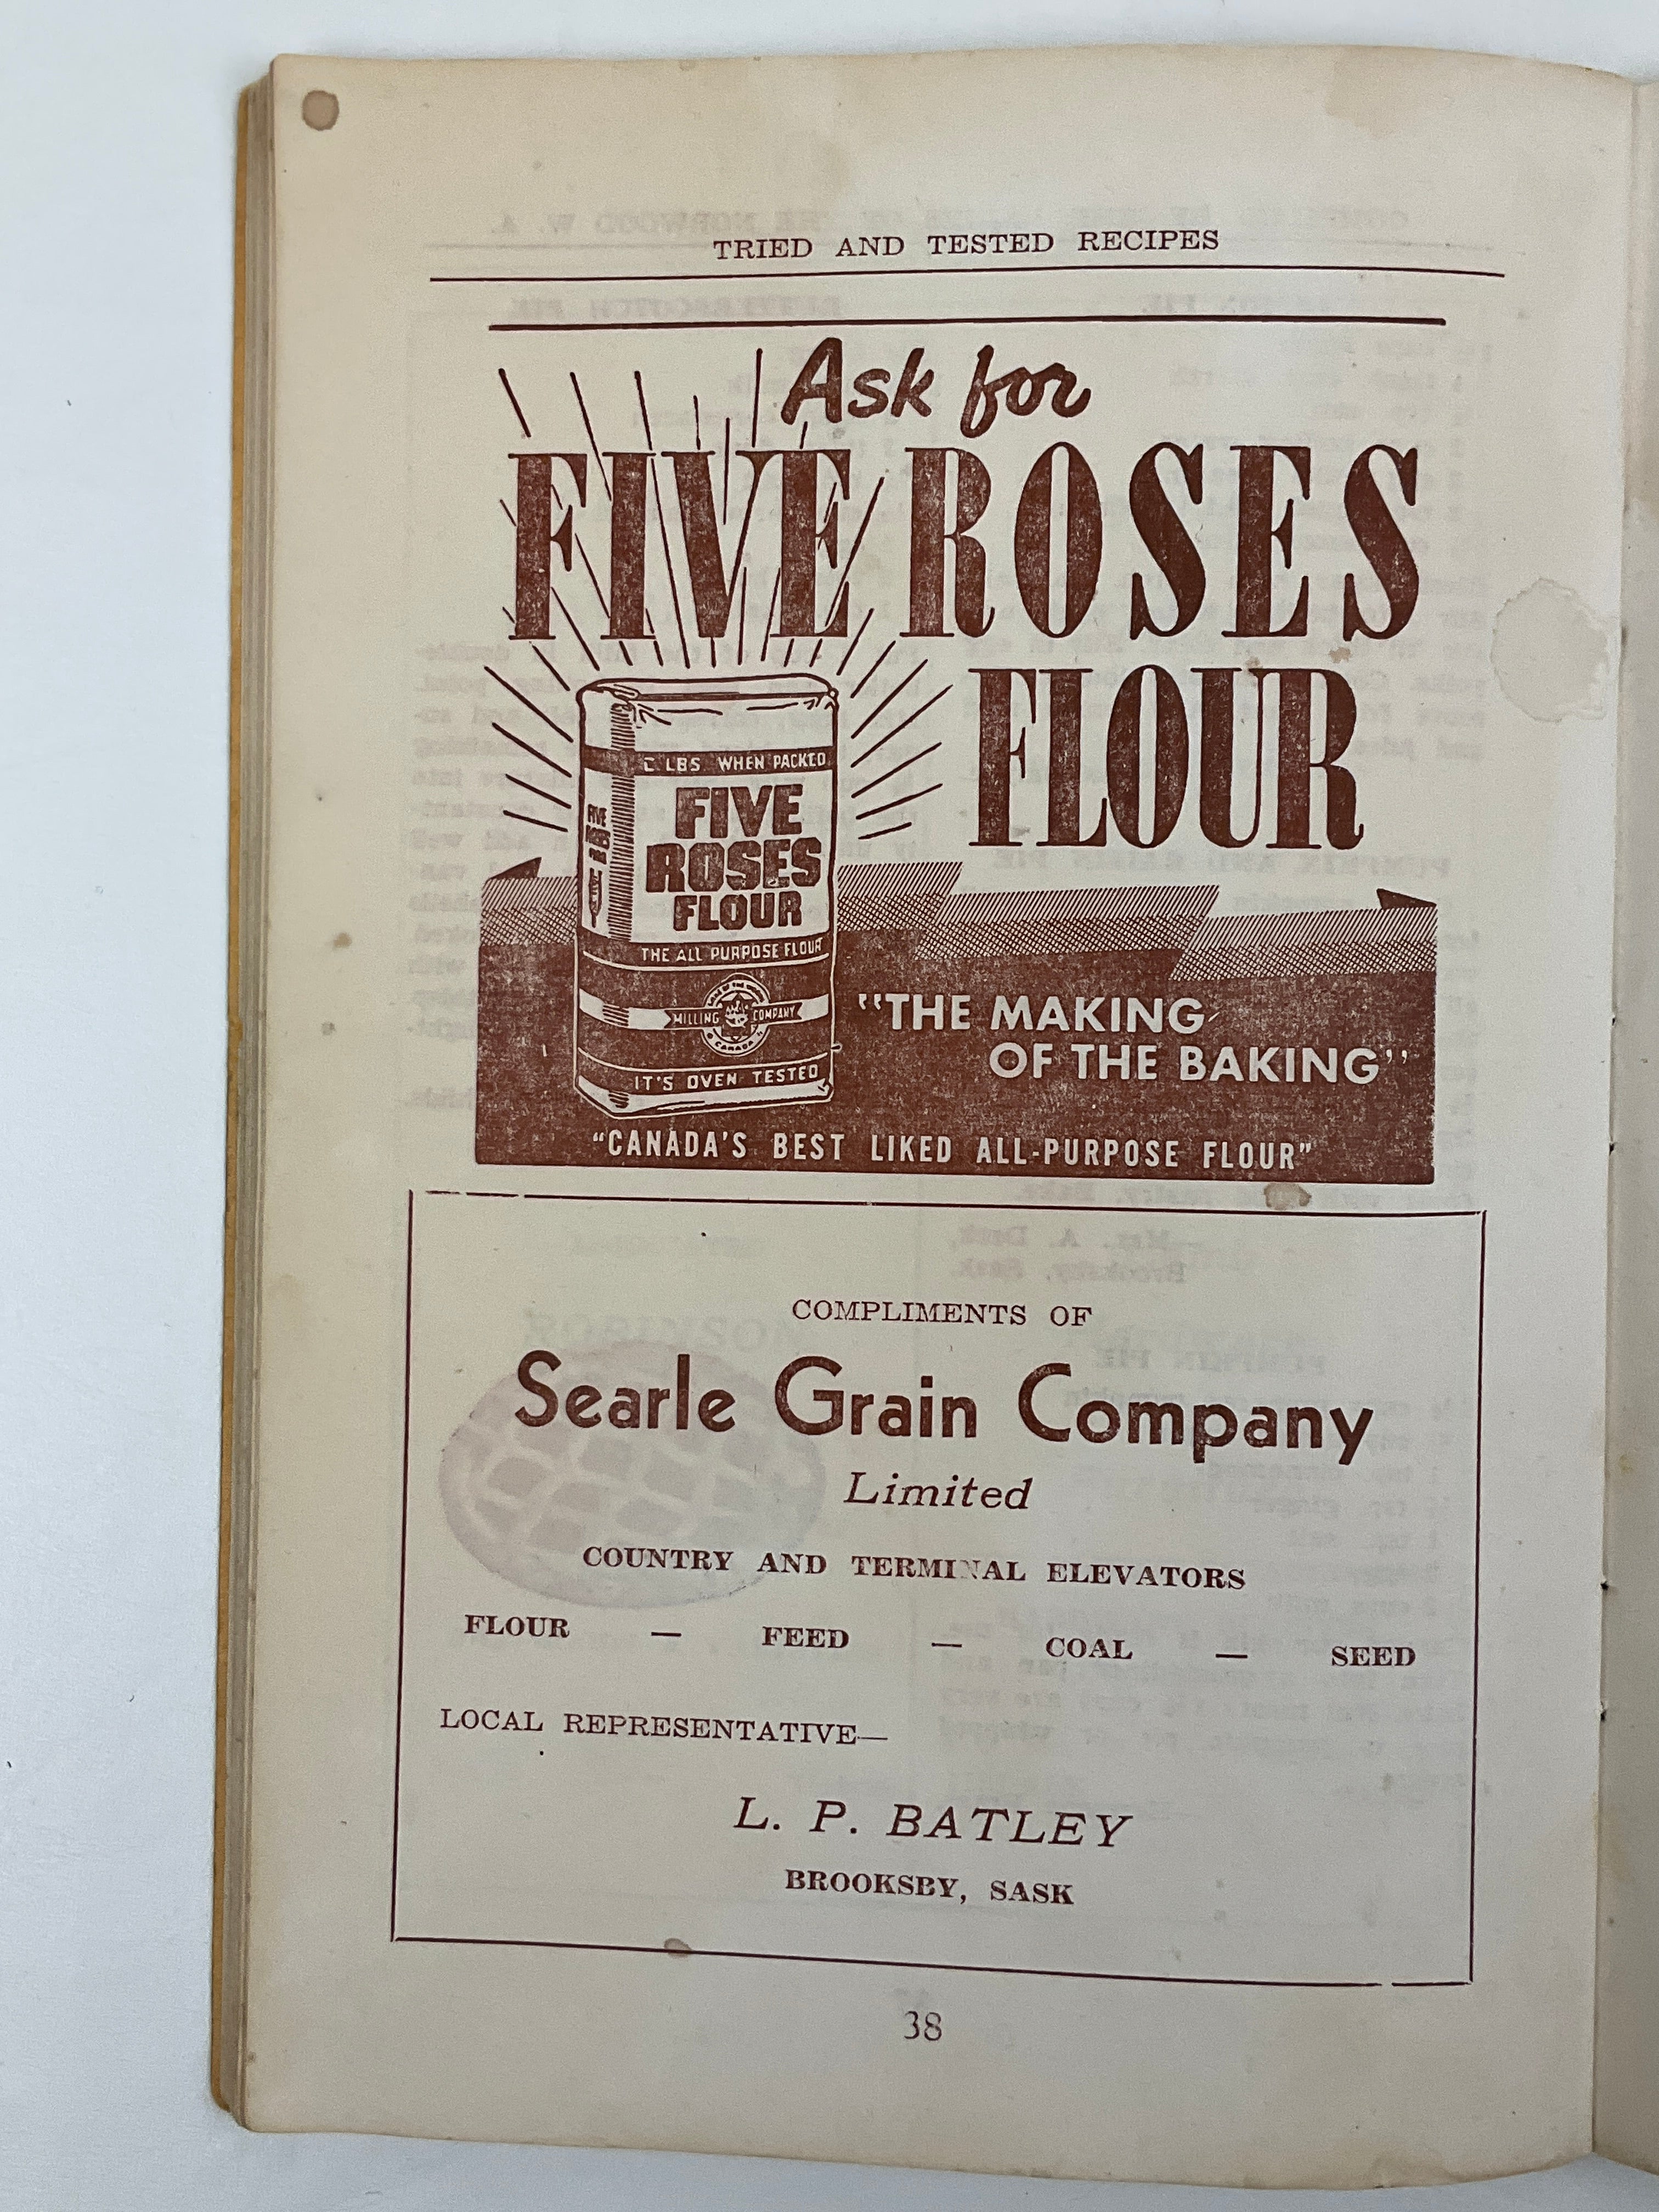 TRIED AND TESTED RECIPES
Ask for
FIVE ROSES
FLOUR
LBS WHEN PACKED
FIVE
ROSES
FLOUR
THE ALL PURPOSE FLOUR
MILLING COMPANY
CANADA
IT'S OVEN TESTED
"THE MAKING
OF THE BAKING"
"CANADA'S BEST LIKED ALL-PURPOSE FLOUR"
COMPLIMENTS OF
Searle Grain Company
Limited
COUNTRY AND TERMINAL ELEVATORS
FLOUR — FEED — COAL — SEED
LOCAL REPRESENTATIVE—
L. P. BATLEY
BROOKSBY, SASK
38